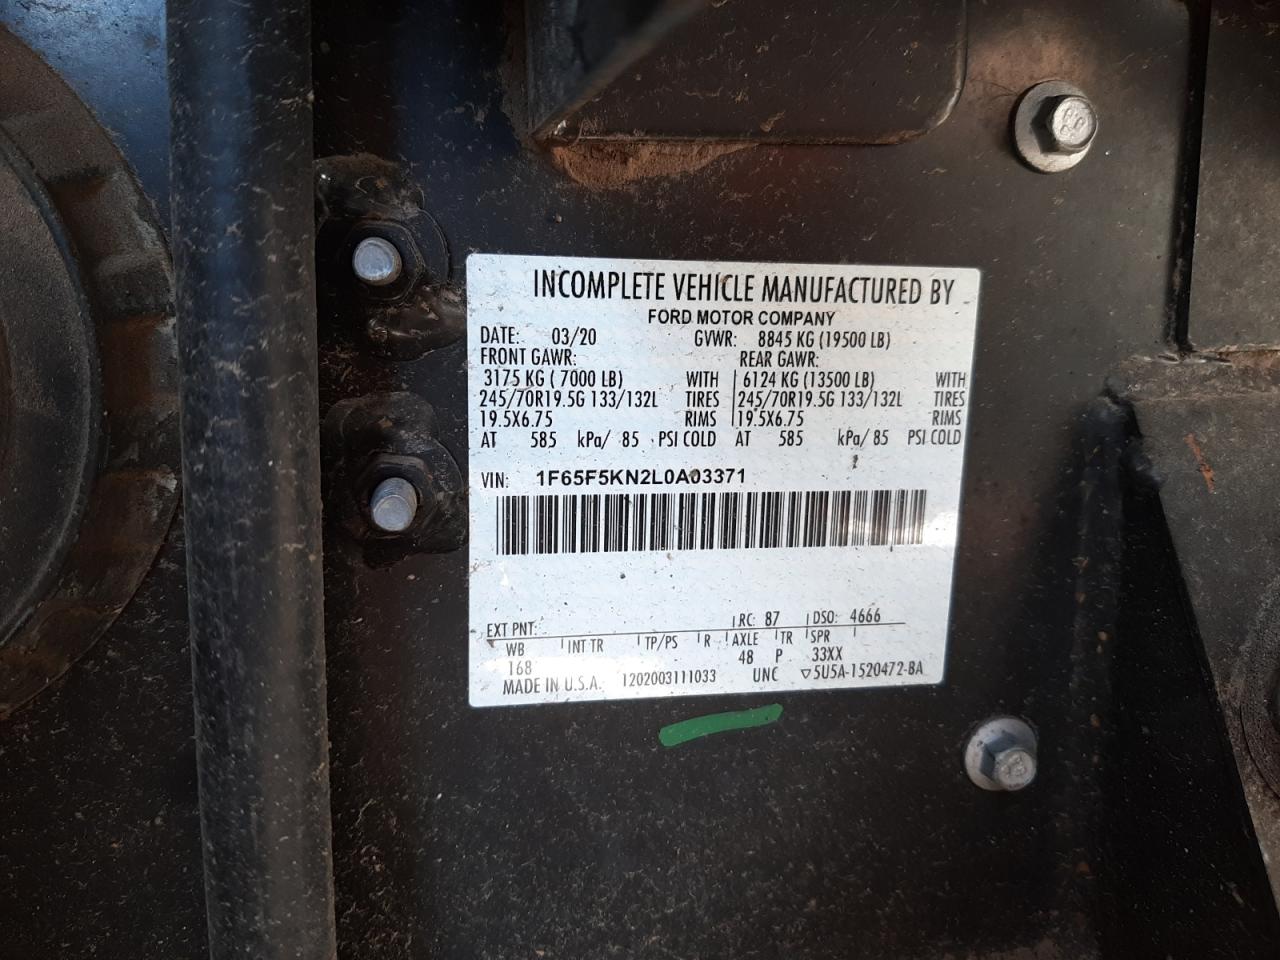 INCOMPLETE VEHICLE MANUFACTURED BY
FORD MOTOR COMPANY
DATE: 03/20 GVWR: 8845 KG (19500 LB)
FRONT GAWR: REAR GAWR:
3175 KG ( 7000 LB) WITH 6124 KG (13500 LB) WITH
245/70R19.5G 133/132L TIRES 245/70R19.5G 133/132L TIRES
19.5X6.75 RIMS 19.5X6.75 RIMS
AT 585 kPa/ 85 PSI COLD AT 585 kPa/ 85 PSI COLD
VIN: 1F65F5KN2L0A03371
EXT PNT: RC: 87 DSO: 4666
WB INT TR TP/PS R AXLE TR SPR
168 48 P 33XX
MADE IN U.S.A. 1202003111033 UNC ▽5U5A-1520472-BA